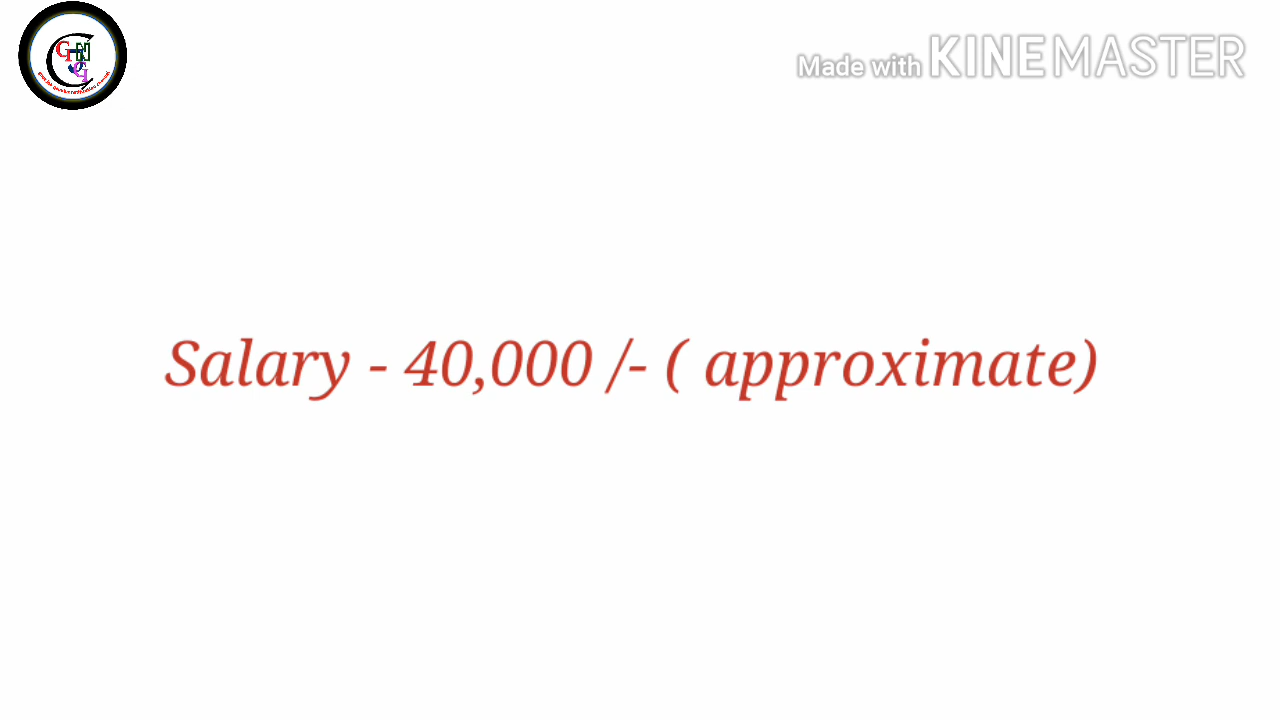 Made with KINEMASTER
Salary - 40,000 /- ( approximate)